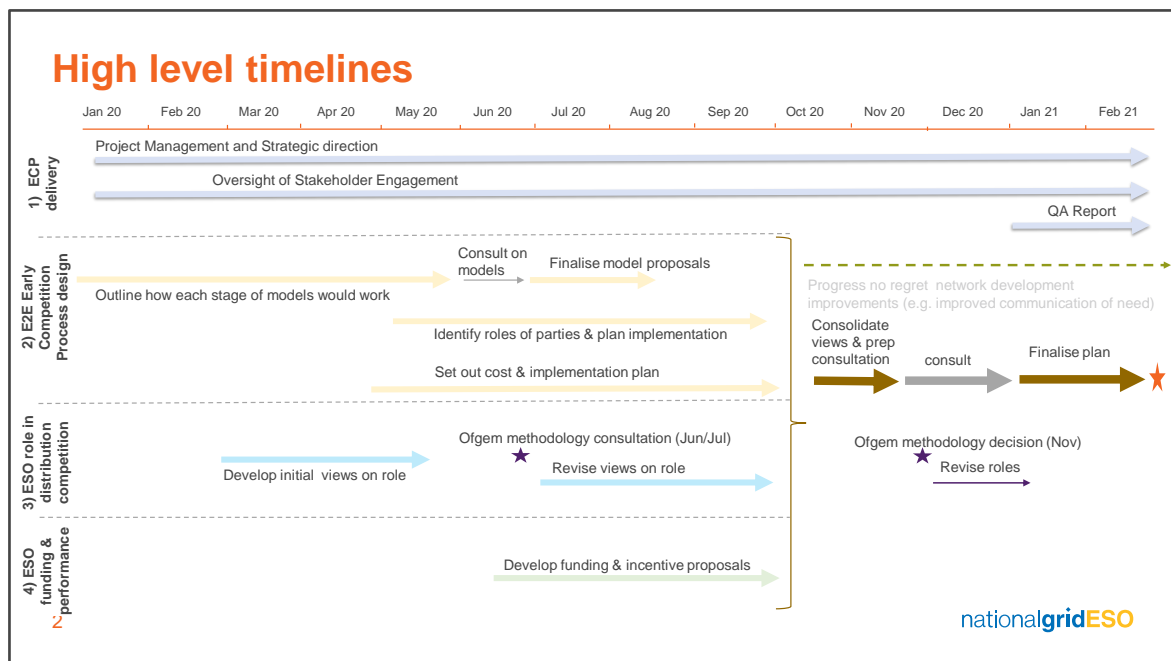 High level timelines
Jan 20 Feb 20 Mar 20 Apr 20 May 20 Jun 20 Jul 20 Aug 20 Sep 20 Oct 20 Nov 20 Dec 20 Jan 21 Feb 21
1) ECP
delivery
Project Management and Strategic direction
Oversight of Stakeholder Engagement
QA Report
2) E2E Early
Competition
Process design
Consult on
models
Finalise model proposals
Outline how each stage of models would work
Identify roles of parties & plan implementation
Set out cost & implementation plan
Progress no regret network development
improvements (e.g. improved communication of need)
Consolidate
views & prep
consultation
consult
Finalise plan
3) ESO role in
distribution
competition
Ofgem methodology consultation (Jun/Jul)
Develop initial views on role
Revise views on role
Ofgem methodology decision (Nov)
Revise roles
4) ESO
funding &
performance
Develop funding & incentive proposals
2
nationalgridESO